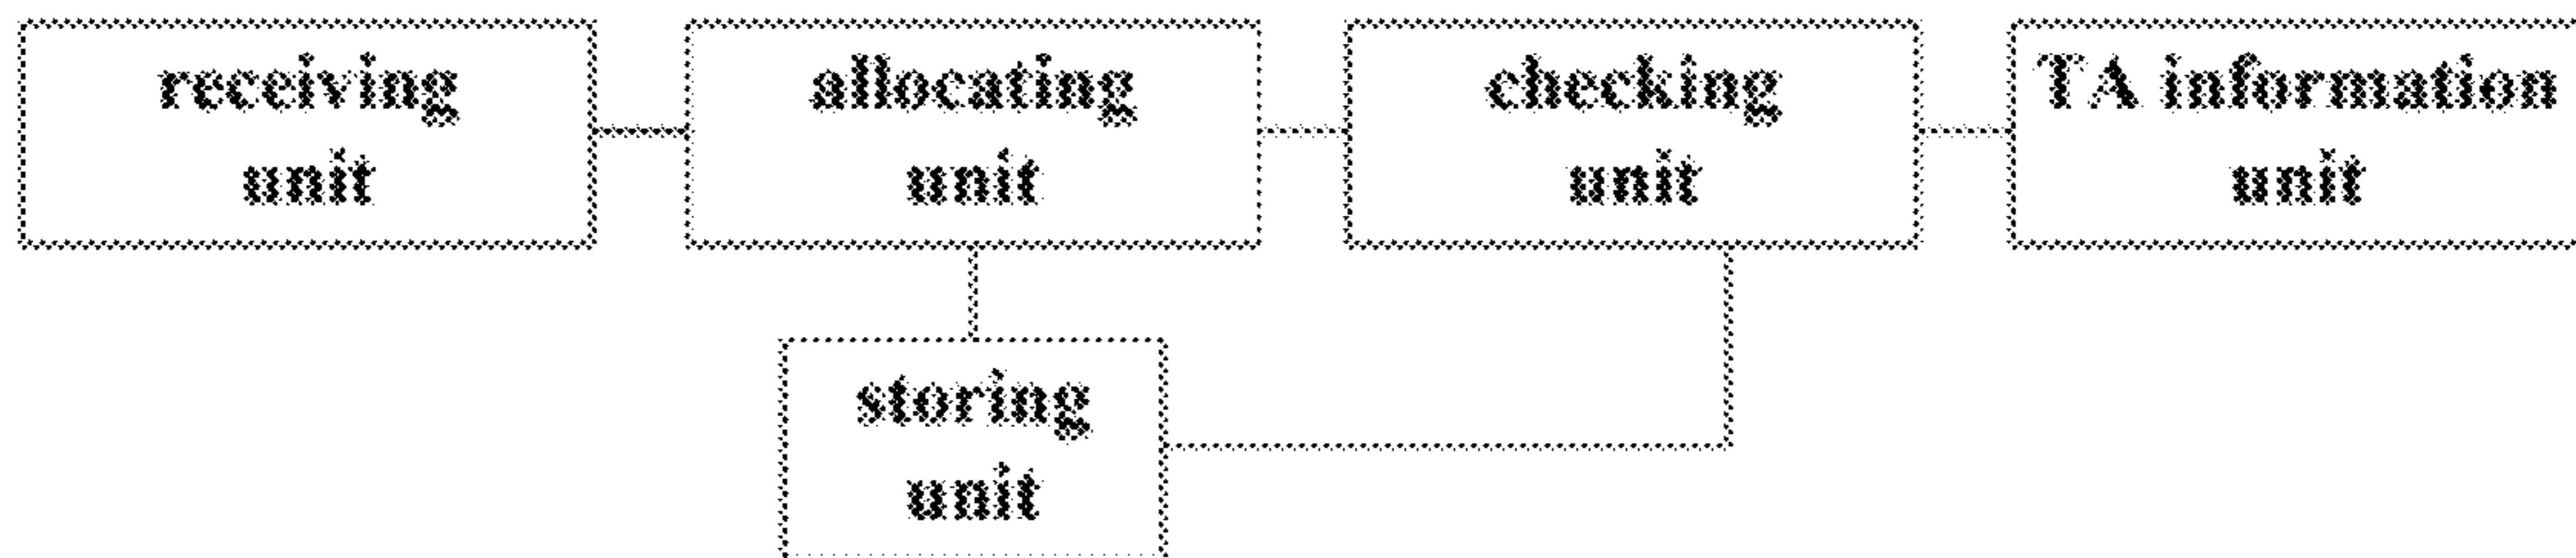 receiving
unit
allocating
unit
checking
unit
TA information
unit
storing
unit